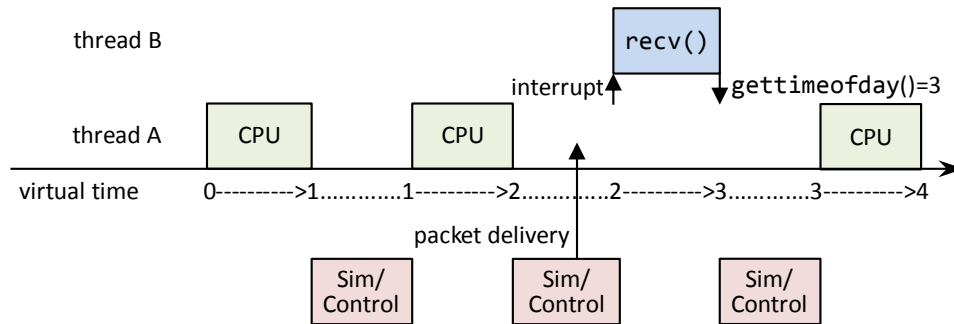 thread B
recv()
interrupt
gettimeofday()=3
thread A
CPU
CPU
CPU
virtual time
0---------->1.............1---------->2.............2---------->3.............3---------->4
packet delivery
Sim/
Control
Sim/
Control
Sim/
Control